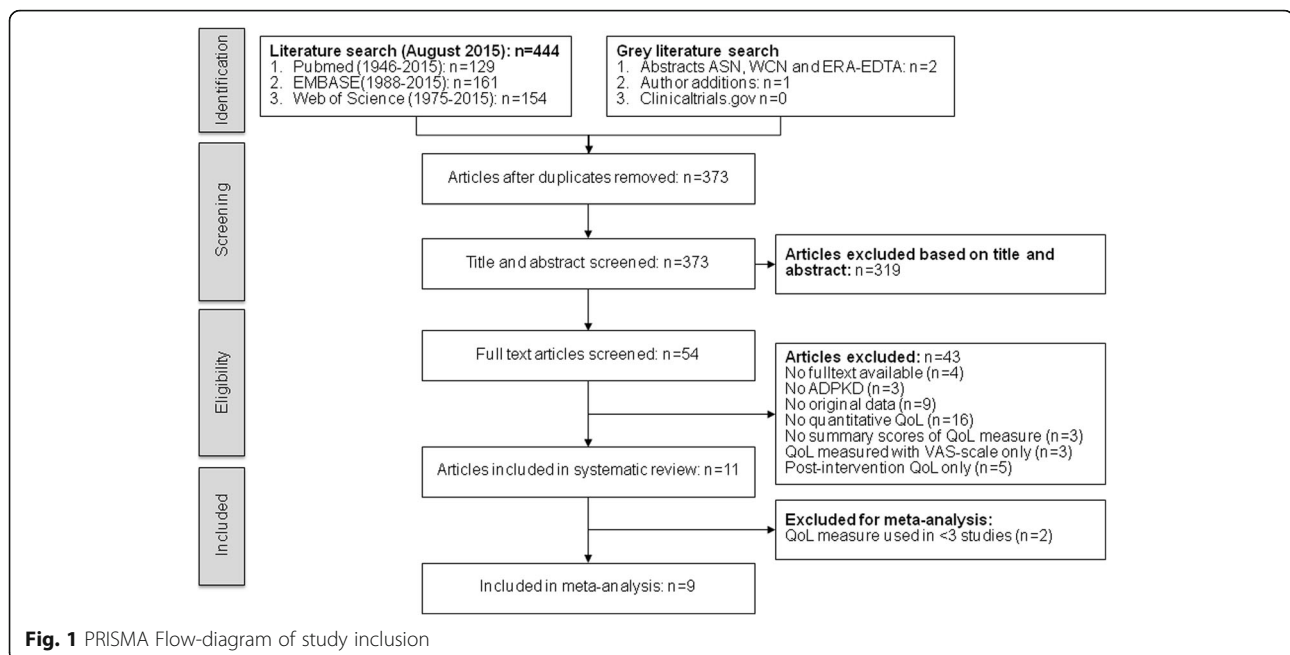 Identification
Literature search (August 2015): n=444
1. Pubmed (1946-2015): n=129
2. EMBASE(1988-2015): n=161
3. Web of Science (1975-2015): n=154
Grey literature search
1. Abstracts ASN, WCN and ERA-EDTA: n=2
2. Author additions: n=1
3. Clinicaltrials.gov n=0
Screening
Articles after duplicates removed: n=373
Title and abstract screened: n=373
Articles excluded based on title and
abstract: n=319
Eligibility
Full text articles screened: n=54
Articles excluded: n=43
No fulltext available (n=4)
No ADPKD (n=3)
No original data (n=9)
No quantitative QoL (n=16)
No summary scores of QoL measure (n=3)
QoL measured with VAS-scale only (n=3)
Post-intervention QoL only (n=5)
Articles included in systematic review: n=11
Included
Excluded for meta-analysis:
QoL measure used in <3 studies (n=2)
Included in meta-analysis: n=9
Fig. 1 PRISMA Flow-diagram of study inclusion